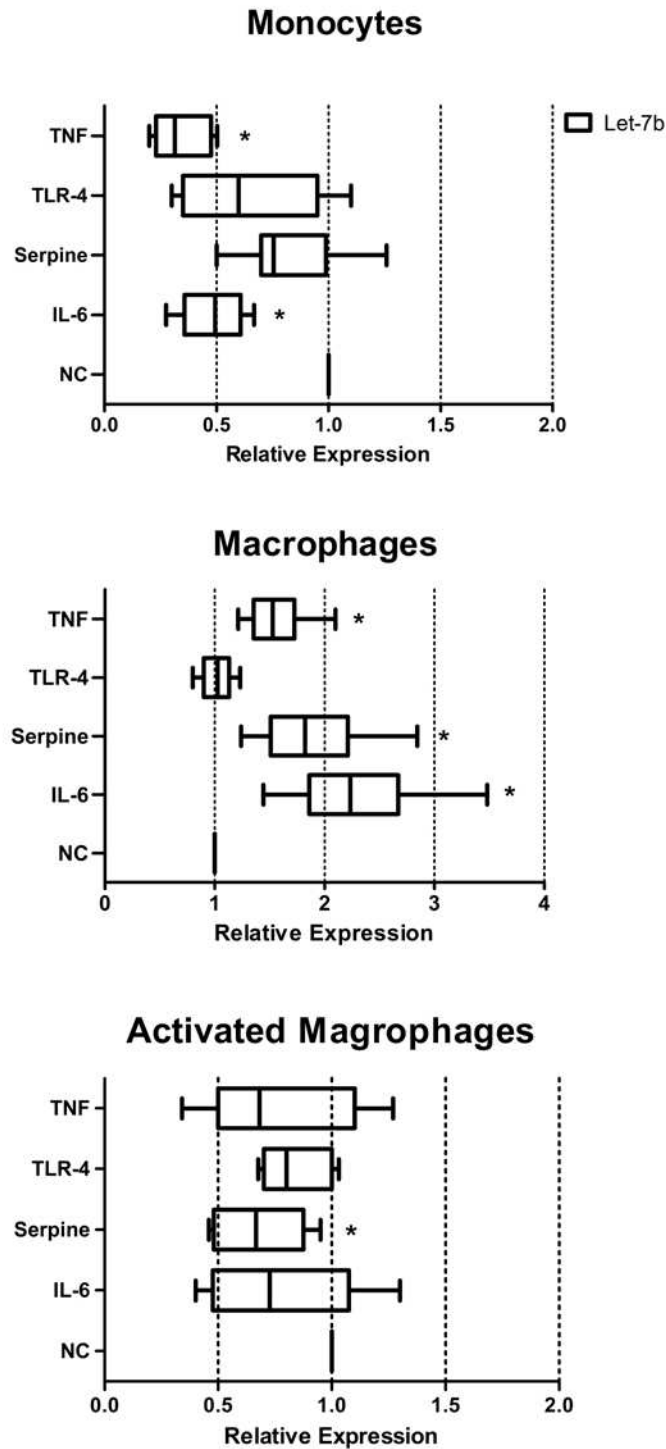 Monocytes
Let-7b
TNF
*
TLR-4
Serpine
IL-6
*
NC
0.0 0.5 1.0 1.5 2.0
Relative Expression
Macrophages
TNF
*
TLR-4
Serpine
*
IL-6
*
NC
0 1 2 3 4
Relative Expression
Activated Magrophages
TNF
TLR-4
Serpine
*
IL-6
NC
0.0 0.5 1.0 1.5 2.0
Relative Expression